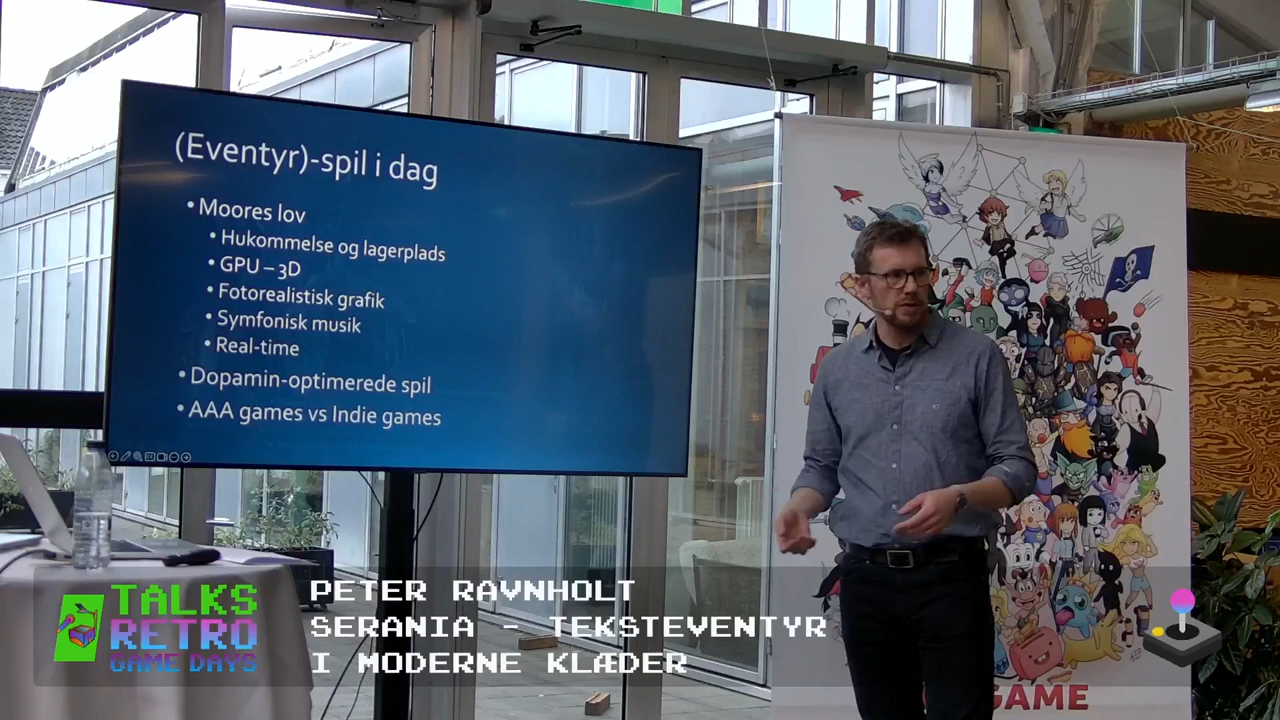 (Eventyr)-spil i dag
• Moores lov
• Hukommelse og lagerplads
• GPU – 3D
• Fotorealistisk grafik
• Symfonisk musik
• Real-time
• Dopamin-optimerede spil
• AAA games vs Indie games
TALKS
RETRO
GAME DAYS
PETER RAVNHOLT
SERANIA - TEKSTEVENTYR
I MODERNE KLÆDER
GAME